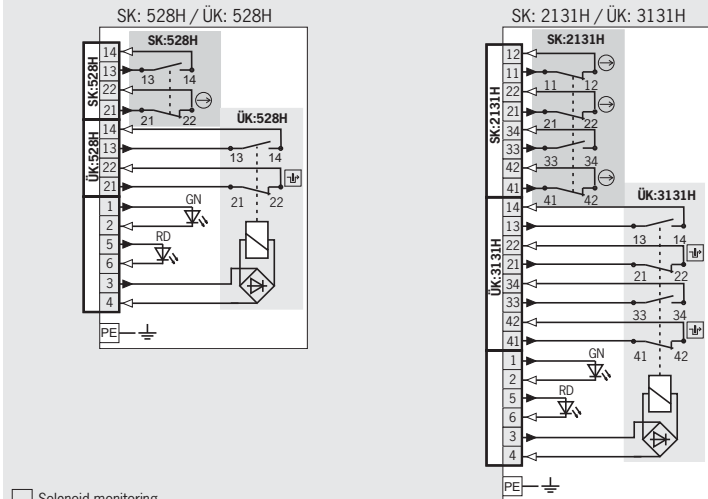 SK: 528H / ÜK: 528H
SK:528H
SK:528H
14
13
22
21
13 14
21 22
ÜK:528H
ÜK:528H
14
13
22
21
13 14
21 22
1
2
5
6
3
4
GN
RD
PE
SK: 2131H / ÜK: 3131H
SK:2131H
SK:2131H
12
11
22
21
34
33
42
41
11 12
21 22
33 34
41 42
ÜK:3131H
ÜK:3131H
14
13
22
21
34
33
42
41
13 14
21 22
33 34
41 42
1
2
5
6
3
4
GN
RD
PE
Solenoid monitoring